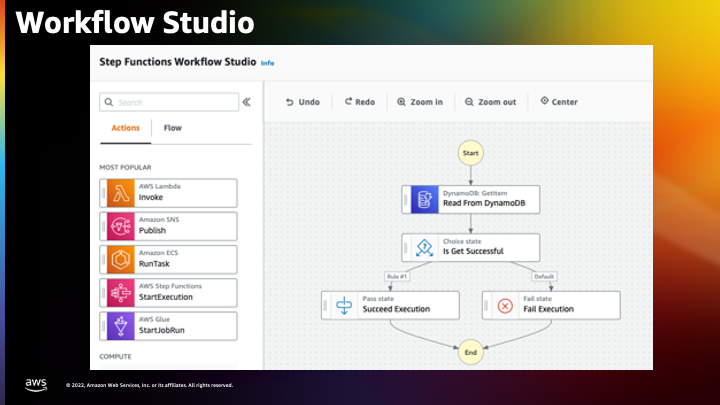 Workflow Studio
Step Functions Workflow Studio Info
Search
Undo
Redo
Zoom in
Zoom out
Center
Actions
Flow
MOST POPULAR
AWS Lambda
Invoke
Amazon SNS
Publish
Amazon ECS
RunTask
AWS Step Functions
StartExecution
AWS Glue
StartJobRun
COMPUTE
Start
DynamoDB: GetItem
Read From DynamoDB
Choice state
Is Get Successful
Rule #1
Default
Pass state
Succeed Execution
Fail state
Fail Execution
End
aws
© 2022, Amazon Web Services, Inc. or its affiliates. All rights reserved.